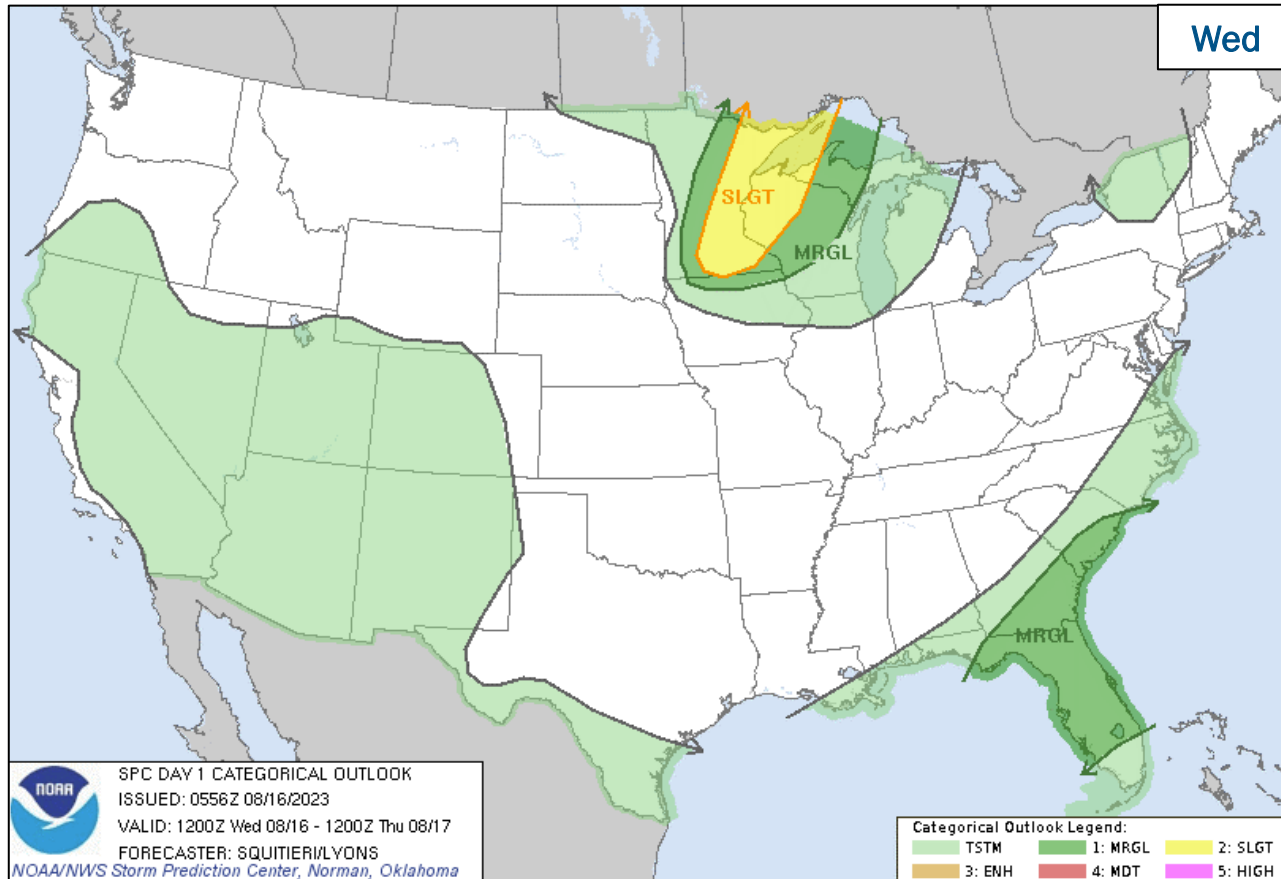 Wed
SLGT
MRGL
MRGL
NOAA
SPC DAY 1 CATEGORICAL OUTLOOK
ISSUED: 0556Z 08/16/2023
VALID: 1200Z Wed 08/16 - 1200Z Thu 08/17
FORECASTER: SQUITIERI/LYONS
NOAA/NWS Storm Prediction Center, Norman, Oklahoma
Categorical Outlook Legend:
TSTM 1: MRGL 2: SLGT
3: ENH 4: MDT 5: HIGH